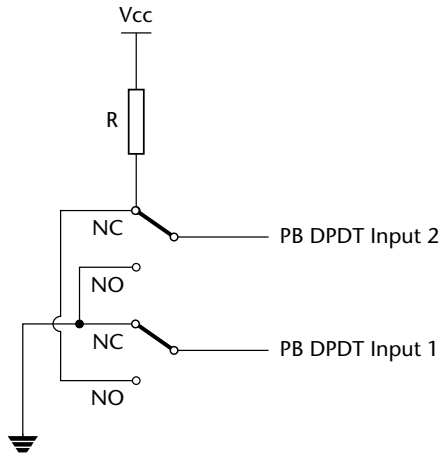 Vcc
R
NC
PB DPDT Input 2
NO
NC
PB DPDT Input 1
NO